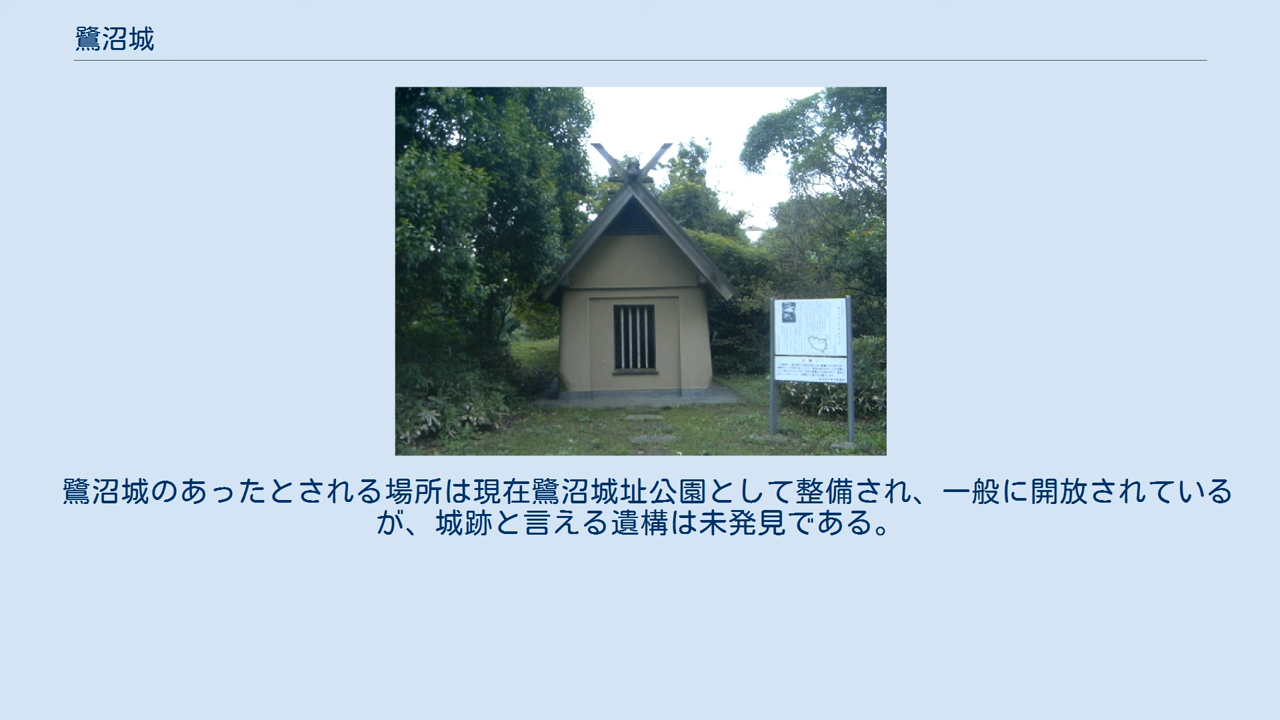 鷺沼城
鷺沼城のあったとされる場所は現在鷺沼城址公園として整備され、一般に開放されている
が、城跡と言える遺構は未発見である。